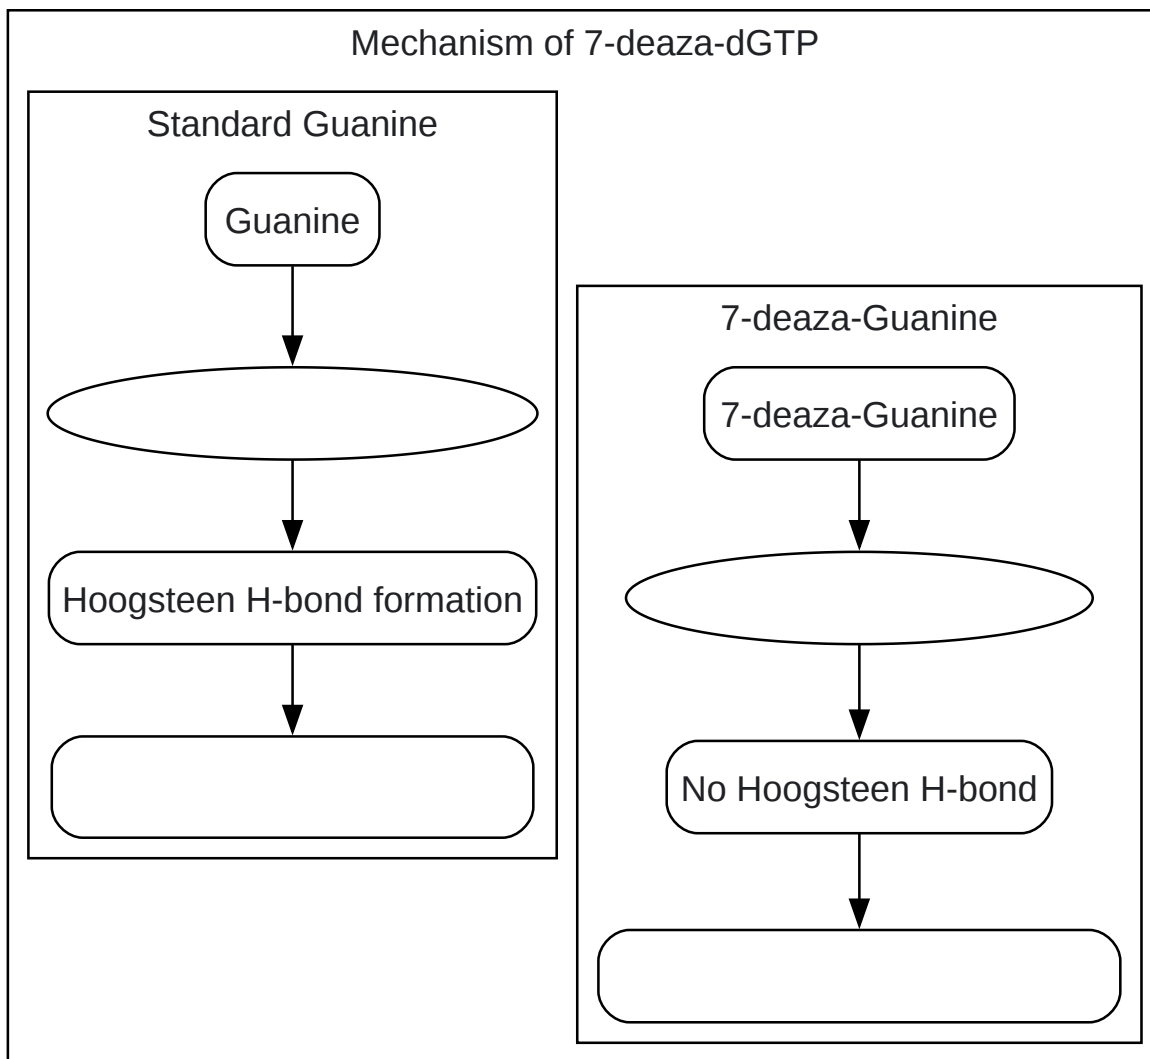 Mechanism of 7-deaza-dGTP
Standard Guanine
Guanine
Hoogsteen H-bond formation
7-deaza-Guanine
7-deaza-Guanine
No Hoogsteen H-bond